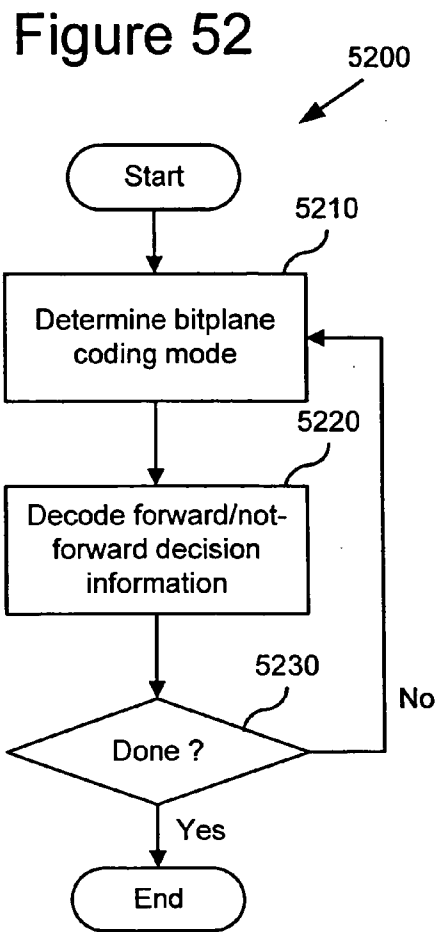 Figure 52
5200
Start
5210
Determine bitplane
coding mode
5220
Decode forward/not-
forward decision
information
5230
Done ?
No
Yes
End